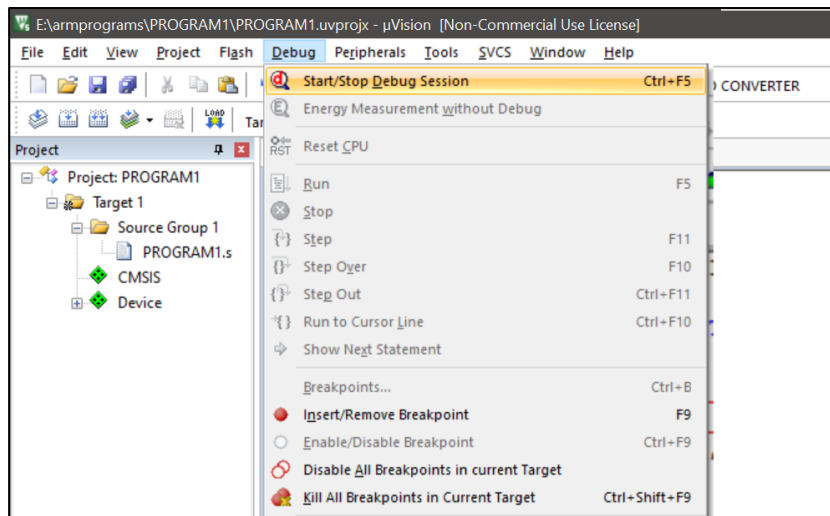 E:\armprograms\PROGRAM1\PROGRAM1.uvprojx - µVision [Non-Commercial Use License]
File Edit View Project Flash Debug Peripherals Tools SVCS Window Help
Start/Stop Debug Session Ctrl+F5
CONVERTER
Energy Measurement without Debug
LOAD
Project
RST Reset CPU
Project: PROGRAM1
Target 1
Source Group 1
PROGRAM1.s
CMSIS
Device
Run F5
Stop
Step F11
Step Over F10
Step Out Ctrl+F11
Run to Cursor Line Ctrl+F10
Show Next Statement
Breakpoints... Ctrl+B
Insert/Remove Breakpoint F9
Enable/Disable Breakpoint Ctrl+F9
Disable All Breakpoints in current Target
Kill All Breakpoints in Current Target Ctrl+Shift+F9